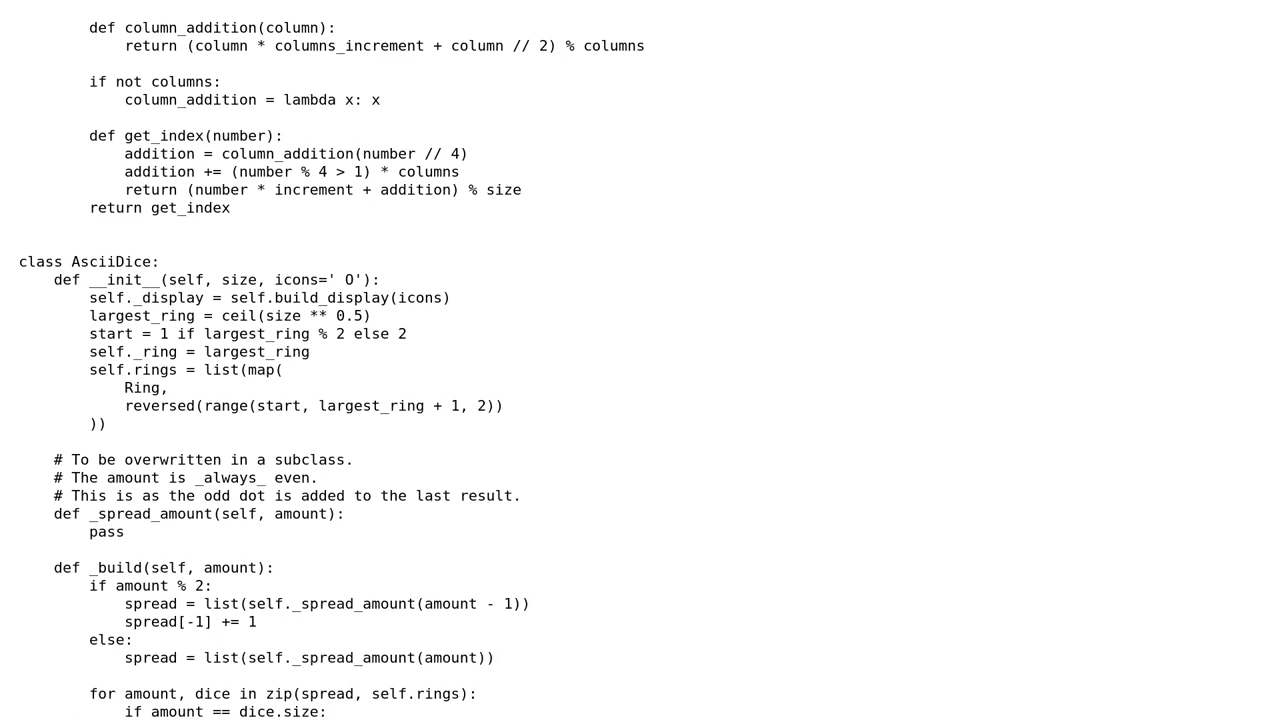 def column_addition(column):
            return (column * columns_increment + column // 2) % columns

        if not columns:
            column_addition = lambda x: x

        def get_index(number):
            addition = column_addition(number // 4)
            addition += (number % 4 > 1) * columns
            return (number * increment + addition) % size
        return get_index


class AsciiDice:
    def __init__(self, size, icons=' O'):
        self._display = self.build_display(icons)
        largest_ring = ceil(size ** 0.5)
        start = 1 if largest_ring % 2 else 2
        self._ring = largest_ring
        self.rings = list(map(
            Ring,
            reversed(range(start, largest_ring + 1, 2))
        ))

    # To be overwritten in a subclass.
    # The amount is _always_ even.
    # This is as the odd dot is added to the last result.
    def _spread_amount(self, amount):
        pass

    def _build(self, amount):
        if amount % 2:
            spread = list(self._spread_amount(amount - 1))
            spread[-1] += 1
        else:
            spread = list(self._spread_amount(amount))

        for amount, dice in zip(spread, self.rings):
            if amount == dice.size: